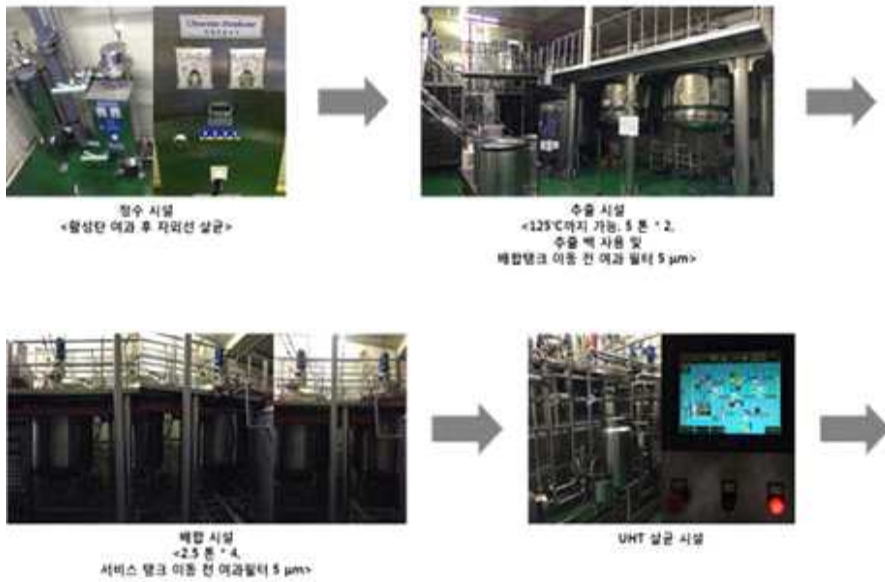 정수 시설
<활성탄 여과 후 자외선 살균>
추출 시설
<125℃까지 가능, 5 톤 * 2,
추출 백 사용 및
배합탱크 이동 전 여과 필터 5 μm>
배합 시설
<2.5 톤 * 4,
서비스 탱크 이동 전 여과필터 5 μm>
UHT 살균 시설